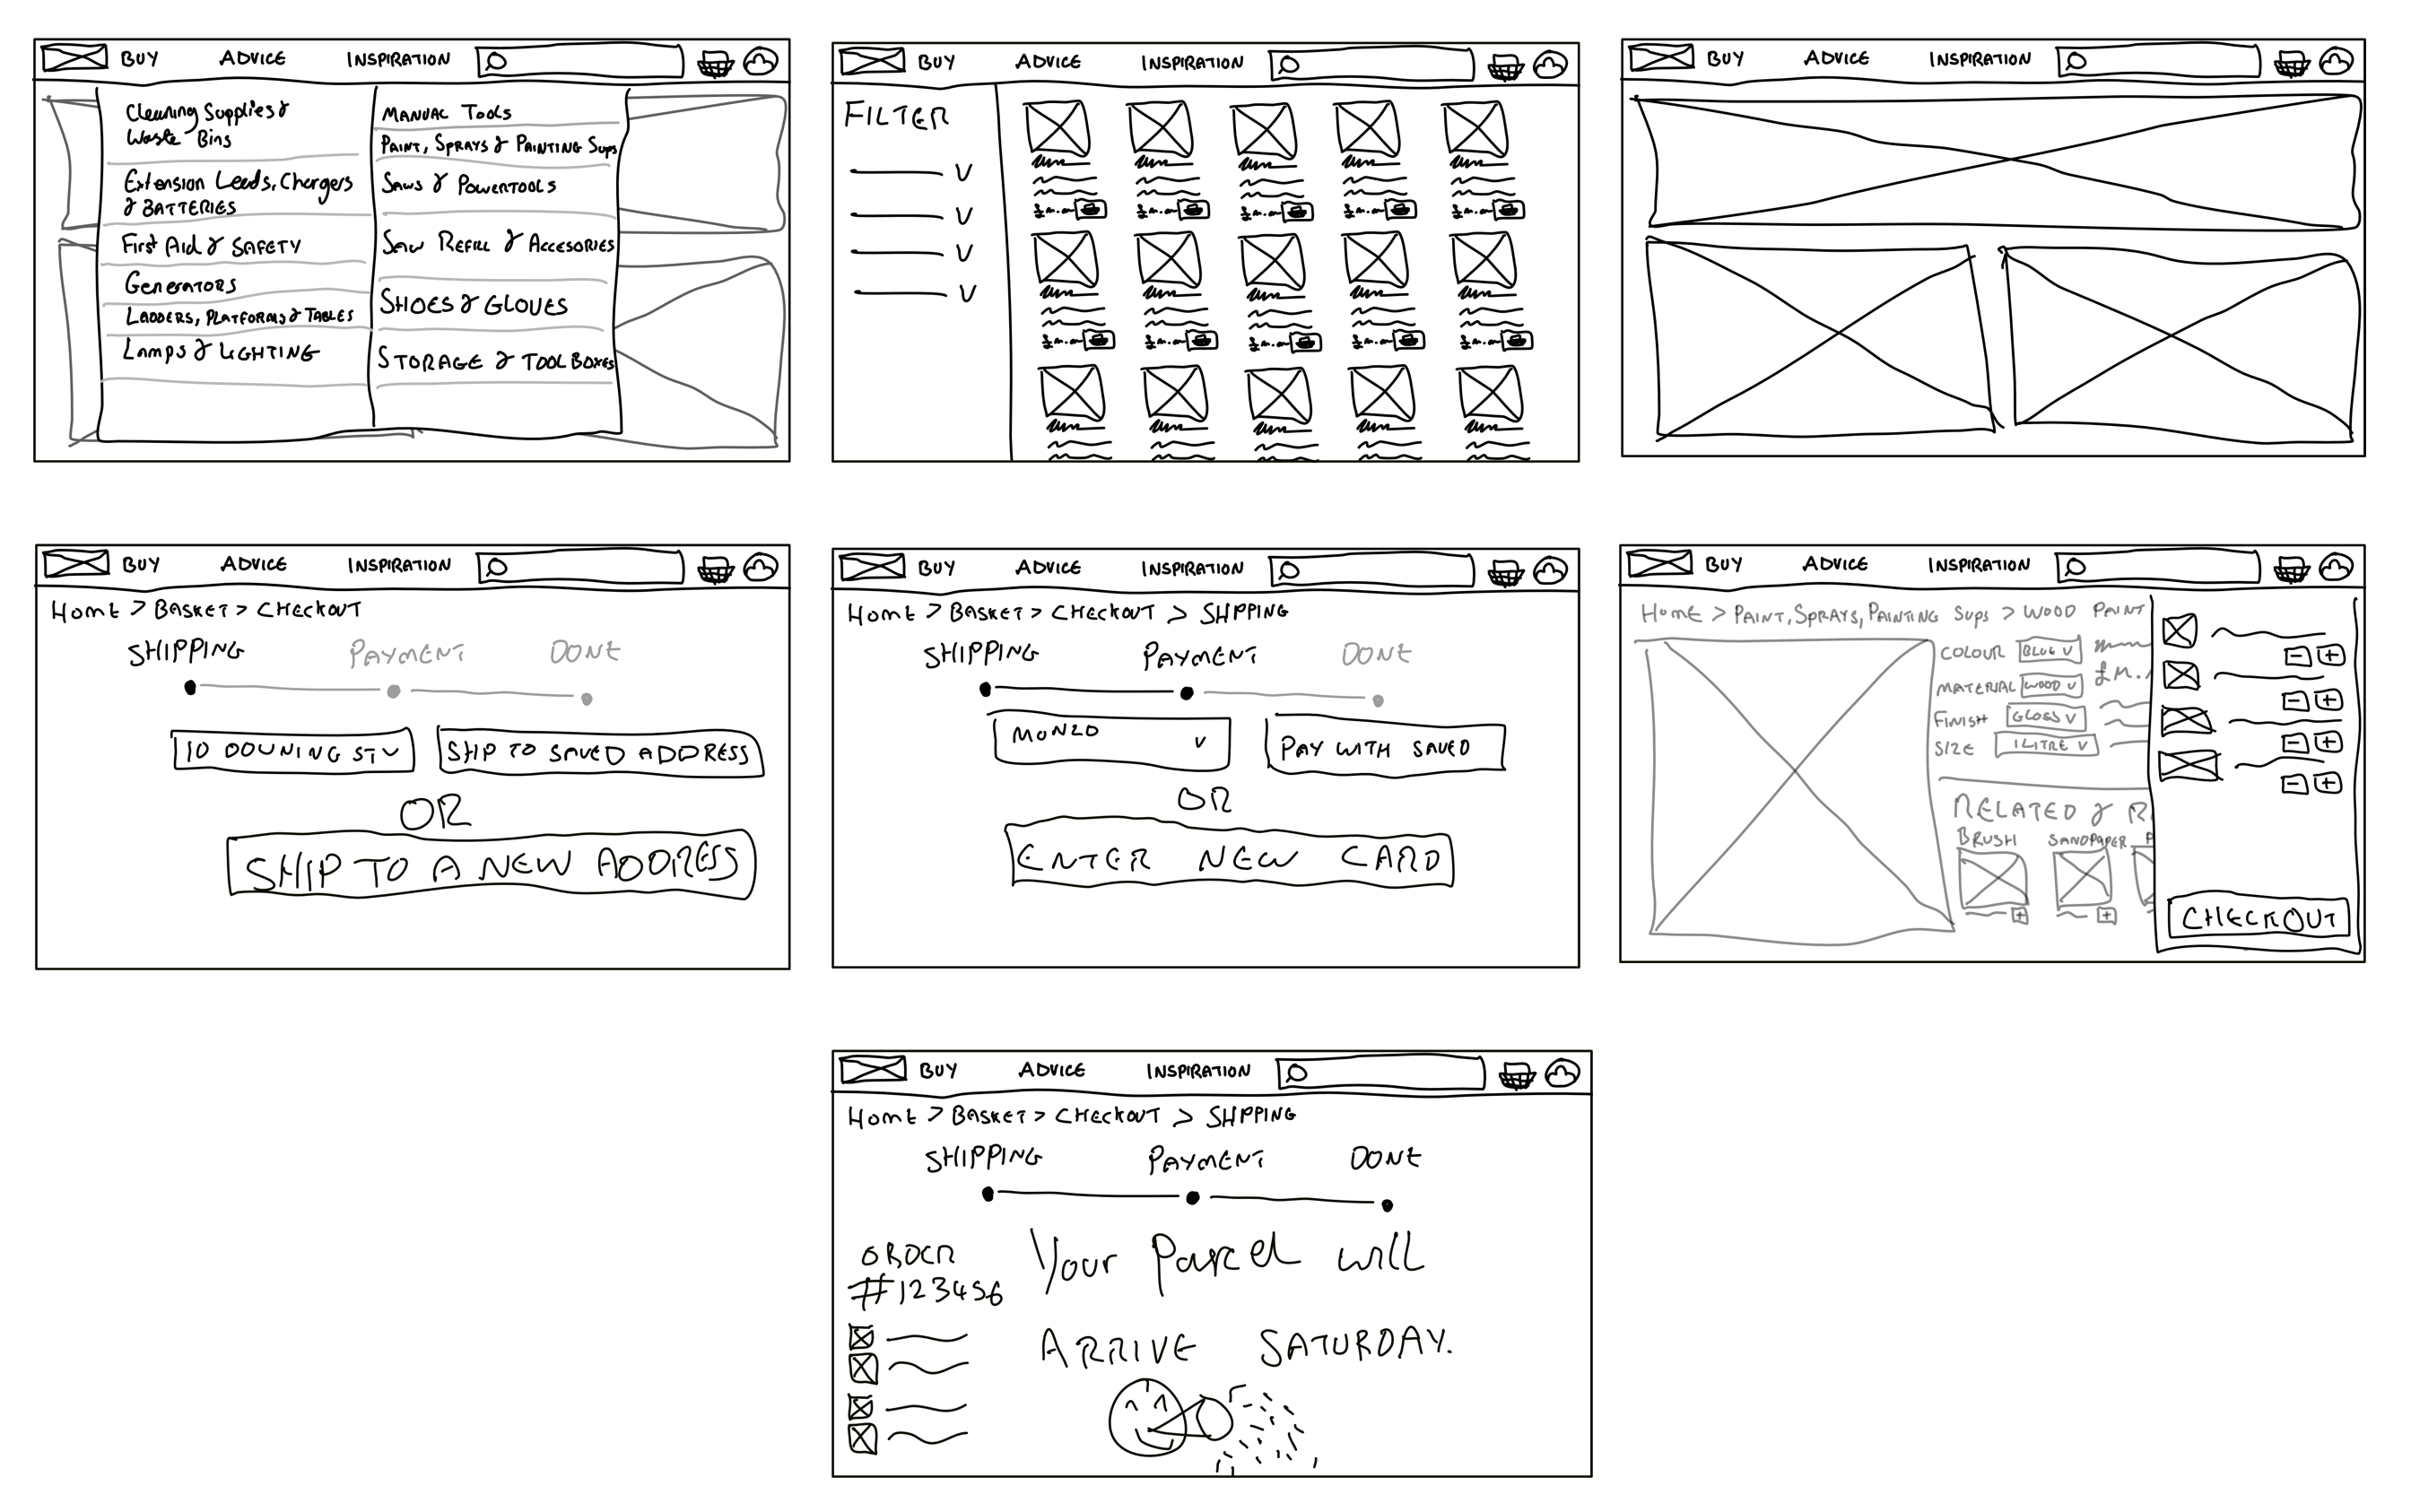 BUY ADVICE INSPIRATION
Cleaning Supplies &
Waste Bins
Extension Leads, Chargers
& BATTERIES
First Aid & SAFETY
Generators
LADDERS, PLATFORMS & TABLES
Lamps & LIGHTING
MANUAL TOOLS
PAINT, SPRAYS & PAINTING SUPS
SAWS & POWERTOOLS
SAW REFILL & ACCESORIES
SHOES & GLOVES
STORAGE & TOOLBOXES
BUY ADVICE INSPIRATION
FILTER
BUY ADVICE INSPIRATION
BUY ADVICE INSPIRATION
HOME > BASKET > CHECKOUT
SHIPPING PAYMENT DONE
10 DOWNING ST
SHIP TO SAVED ADDRESS
OR
SHIP TO A NEW ADDRESS
BUY ADVICE INSPIRATION
HOME > BASKET > CHECKOUT > SHIPPING
SHIPPING PAYMENT DONE
MONZO
PAY WITH SAVED
OR
ENTER NEW CARD
BUY ADVICE INSPIRATION
HOME > PAINT, SPRAYS, PAINTING SUPS > WOOD PAINT
COLOUR BLUE
MATERIAL WOOD
FINISH GLOSS
SIZE 1 LITRE
RELATED & R
BRUSH SANDPAPER P
CHECKOUT
BUY ADVICE INSPIRATION
HOME > BASKET > CHECKOUT > SHIPPING
SHIPPING PAYMENT DONE
ORDER
#123456
Your Parcel will
ARRIVE SATURDAY.